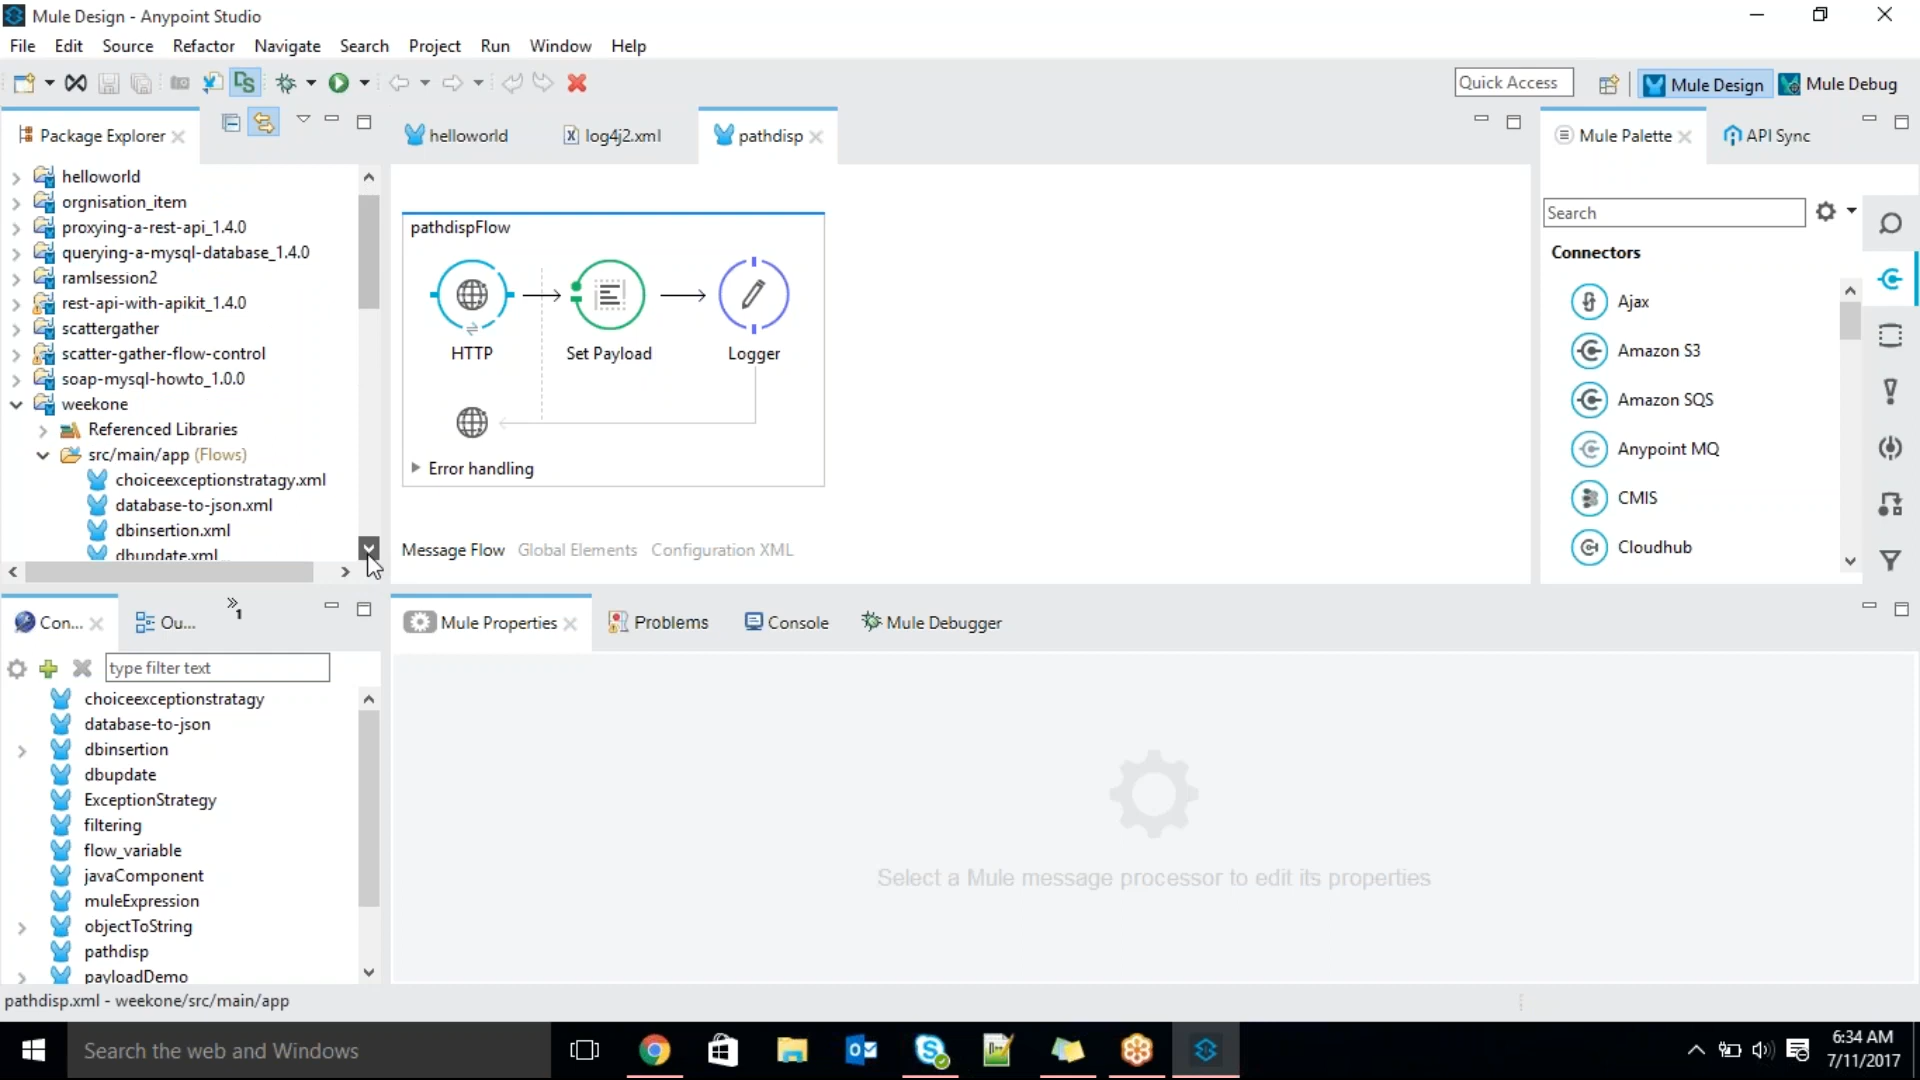 Mule Design - Anypoint Studio
File Edit Source Refactor Navigate Search Project Run Window Help
Quick Access
Mule Design
Mule Debug
Package Explorer
helloworld
orgnisation_item
proxying-a-rest-api_1.4.0
querying-a-mysql-database_1.4.0
ramlsession2
rest-api-with-apikit_1.4.0
scattergather
scatter-gather-flow-control
soap-mysql-howto_1.0.0
weekone
Referenced Libraries
src/main/app (Flows)
choiceexceptionstratagy.xml
database-to-json.xml
dbinsertion.xml
dbupdate.xml
helloworld
log4j2.xml
pathdisp
pathdispFlow
HTTP
Set Payload
Logger
Error handling
Message Flow Global Elements Configuration XML
Mule Palette
API Sync
Search
Connectors
Ajax
Amazon S3
Amazon SQS
Anypoint MQ
CMIS
Cloudhub
Con...
Ou...
»1
type filter text
choiceexceptionstratagy
database-to-json
dbinsertion
dbupdate
ExceptionStrategy
filtering
flow_variable
javaComponent
muleExpression
objectToString
pathdisp
payloadDemo
Mule Properties
Problems
Console
Mule Debugger
Select a Mule message processor to edit its properties
pathdisp.xml - weekone/src/main/app
Search the web and Windows
6:34 AM
7/11/2017